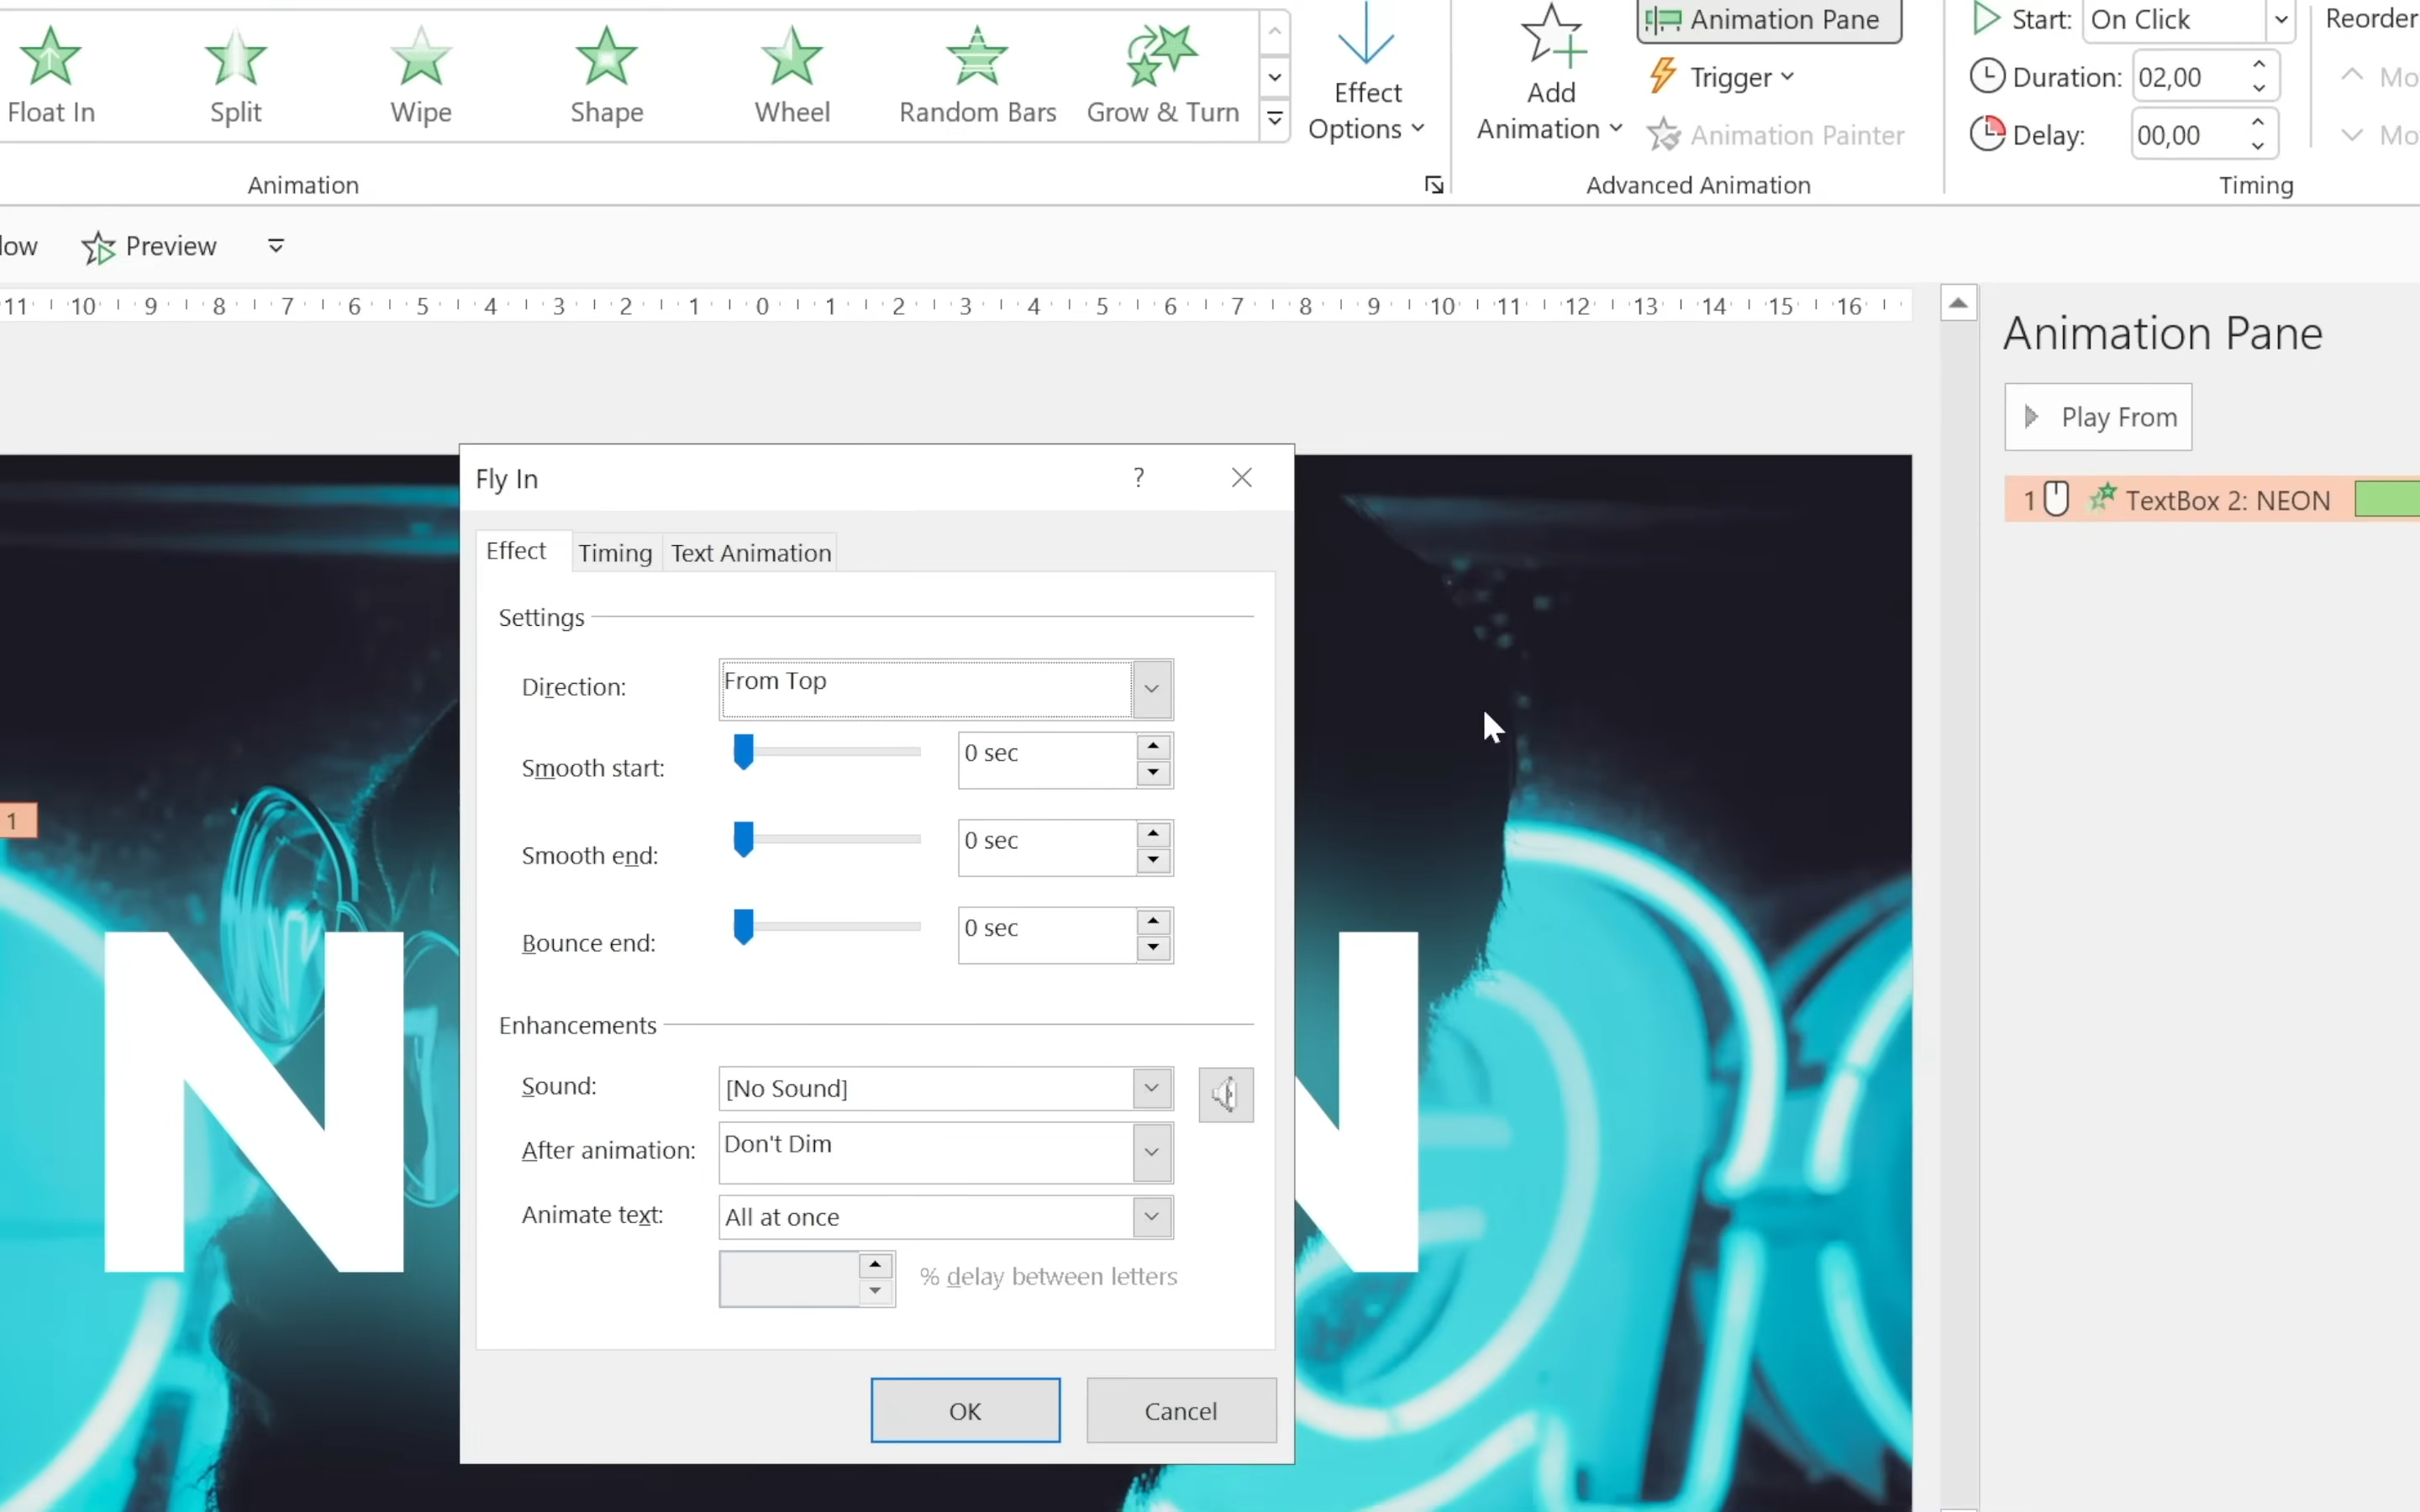 Animation Pane
Start: On Click
Reorder
Trigger
Duration: 02,00
Float In
Split
Wipe
Shape
Wheel
Random Bars
Grow & Turn
Effect
Options
Add
Animation
Animation Painter
Delay: 00,00
Animation
Advanced Animation
Timing
Preview
11 10 9 8 7 6 5 4 3 2 1 0 1 2 3 4 5 6 7 8 9 10 11 12 13 14 15 16
Animation Pane
Play From
1 TextBox 2: NEON
Fly In
?
Effect
Timing
Text Animation
Settings
Direction: From Top
Smooth start: 0 sec
Smooth end: 0 sec
Bounce end: 0 sec
Enhancements
Sound: [No Sound]
After animation: Don't Dim
Animate text: All at once
% delay between letters
OK
Cancel
1
N
N